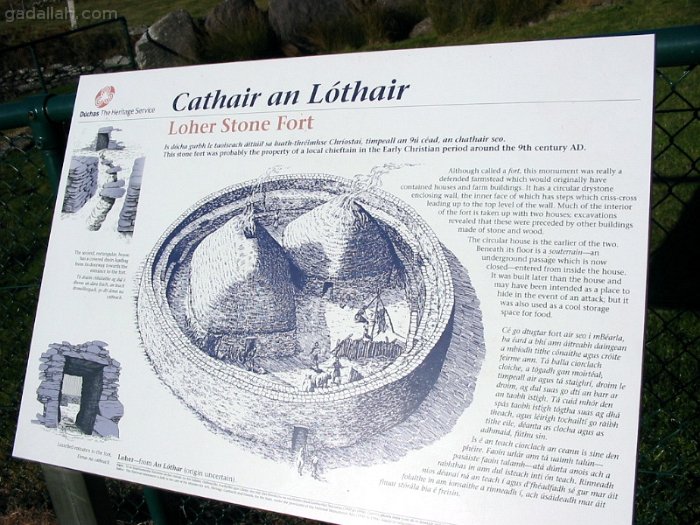 gadallah.com
Dúchas The Heritage Service
Cathair an Lóthair
Loher Stone Fort
Is dócha gurbh le taoiseach áitiúil sa luath-thréimhse Chríostaí, timpeall an 9ú céad, an chathair seo.
This stone fort was probably the property of a local chieftain in the Early Christian period around the 9th century AD.
Although called a fort, this monument was really a
defended farmstead which would originally have
contained houses and farm buildings. It has a circular drystone
enclosing wall, the inner face of which has steps which criss-cross
leading up to the top level of the wall. Much of the interior
of the fort is taken up with two houses; excavations
revealed that these were preceded by other buildings
made of stone and wood.
The circular house is the earlier of the two.
Beneath its floor is a souterrain—an
underground passage which is now
closed—entered from inside the house.
It was built later than the house and
may have been intended as a place to
hide in the event of an attack, but it
was also used as a cool storage
space for food.
Cé go dtugtar fort air seo i mBéarla,
ba éard a bhí ann áitreabh daingean
a mbíodh tithe cónaithe agus cróite
feirme ann. Tá balla ciorclach
cloiche, a tógadh gan moirtéal,
timpeall air agus tá staighrí, droim le
droim, ag dul suas go dtí an barr ar
an taobh istigh. Tá cuid mhór den
spás taobh istigh tógtha suas ag dhá
theach, agus léirigh tochailtí go raibh
tithe eile, déanta as clocha agus as
adhmaid, fiúthu sin.
Is é an teach ciorclach an ceann is sine den
phéire. Faoin urlár ann tá uaimh talún—
pasáiste faoin talamh—atá dúnta anois ach a
raibhthas in ann dul isteach inti ón teach. Rinneadh
níos déanaí ná an teach í agus d'fhéadfadh sé gur mar áit
folaithe in am ionsaithe a rinneadh í, ach úsáideadh mar áit
fhuar stórála bia é freisin.
The second, rectangular, house
has a covered drain leading
from its doorway towards the
entrance to the fort.
Lintelled entrance to the fort.
Loher—from An Lóthar (origin uncertain).